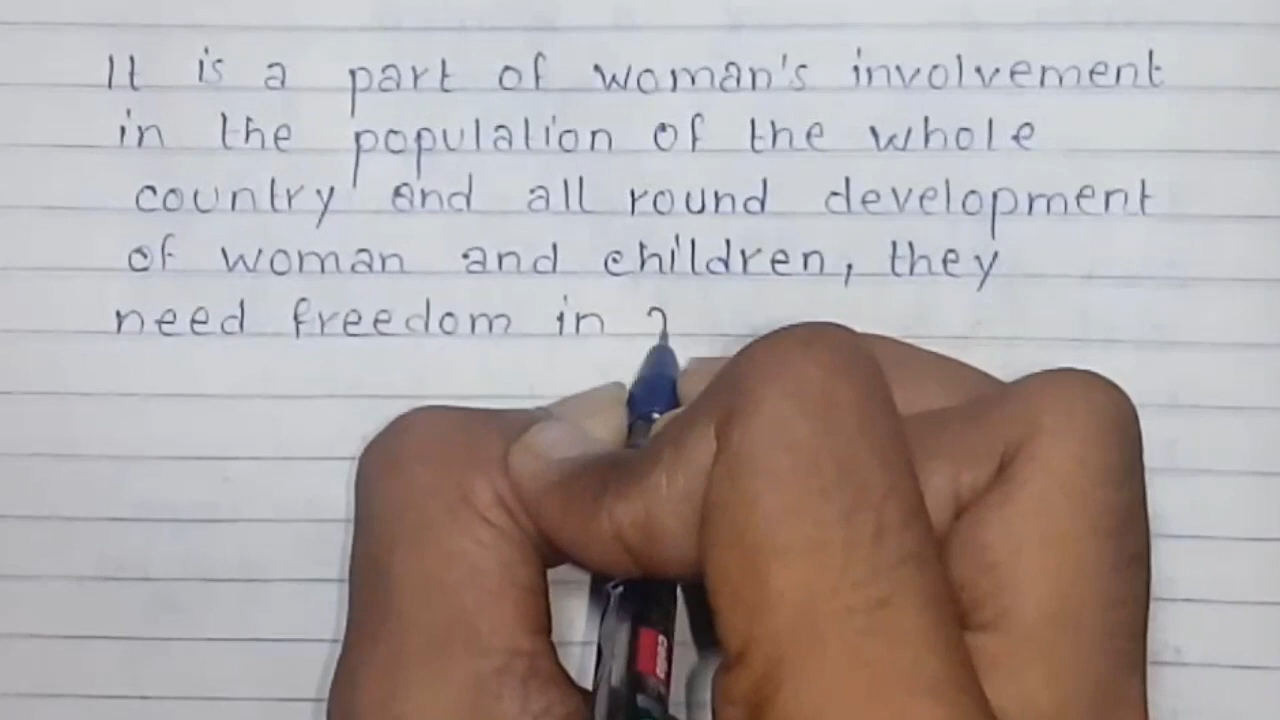 It is a part of woman's involvement
in the population of the whole
country and all round development
of woman and children, they
need freedom in